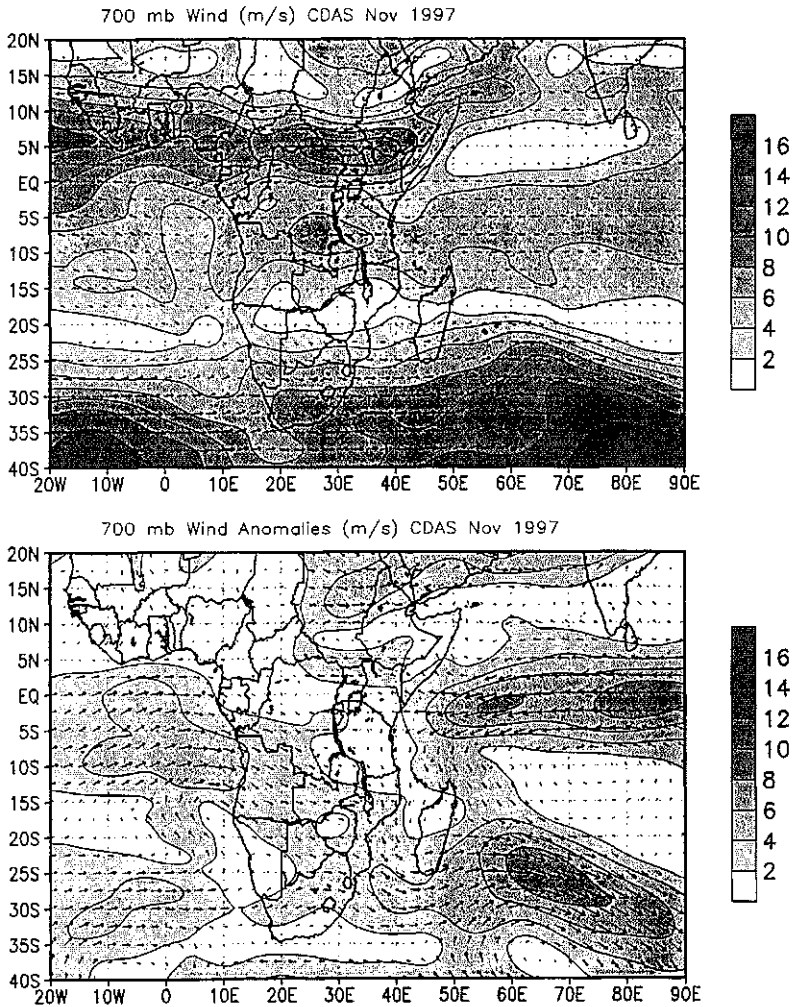 700 mb Wind (m/s) CDAS Nov 1997
20N
15N
10N
5N
EQ
5S
10S
15S
20S
25S
30S
35S
40S
20W 10W 0 10E 20E 30E 40E 50E 60E 70E 80E 90E
16
14
12
10
8
6
4
2
700 mb Wind Anomalies (m/s) CDAS Nov 1997
20N
15N
10N
5N
EQ
5S
10S
15S
20S
25S
30S
35S
40S
20W 10W 0 10E 20E 30E 40E 50E 60E 70E 80E 90E
16
14
12
10
8
6
4
2